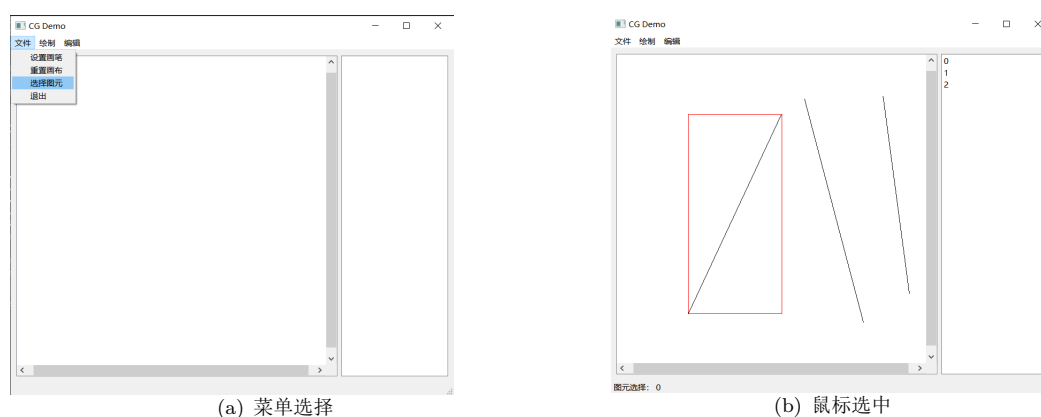 CG Demo
文件 绘制 编辑
设置画笔
重置画布
选择图元
退出
(a) 菜单选择
CG Demo
文件 绘制 编辑
0
1
2
图元选择: 0
(b) 鼠标选中